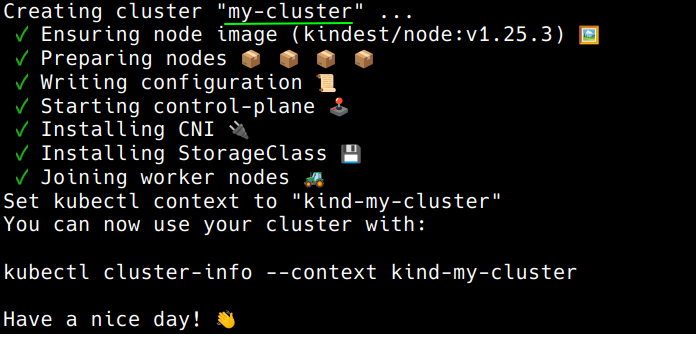 Creating cluster "my-cluster" ...
✓ Ensuring node image (kindest/node:v1.25.3) 🖼️
✓ Preparing nodes 📦 📦 📦 📦
✓ Writing configuration 📜
✓ Starting control-plane 🕹️
✓ Installing CNI 🔌
✓ Installing StorageClass 💾
✓ Joining worker nodes 🚜
Set kubectl context to "kind-my-cluster"
You can now use your cluster with:
kubectl cluster-info --context kind-my-cluster
Have a nice day! 👋